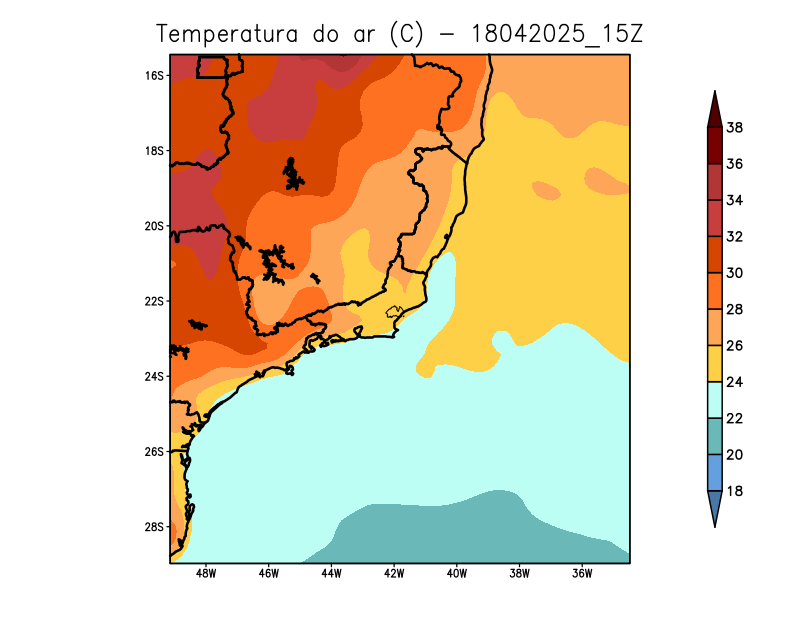 Temperatura do ar (C) – 18042025_15Z
16S
18S
20S
22S
24S
26S
28S
48W 46W 44W 42W 40W 38W 36W
38
36
34
32
30
28
26
24
22
20
18